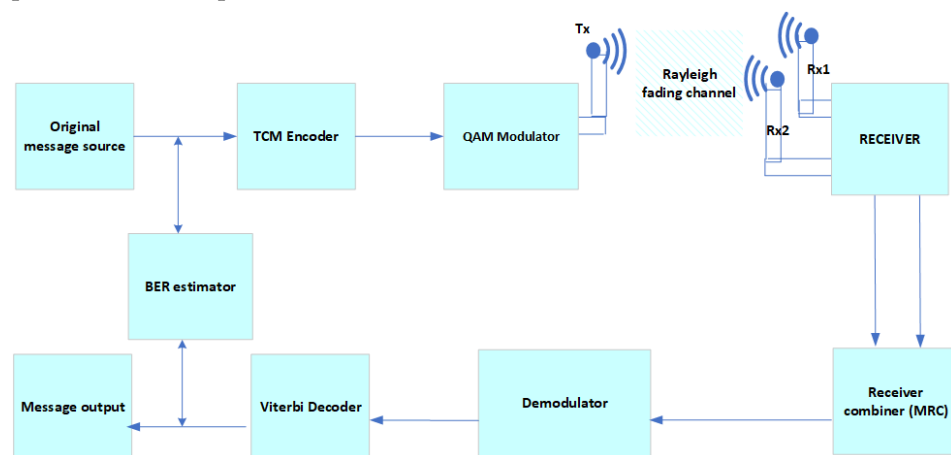 Tx
Rx1
Rayleigh
fading channel
Original
message source
TCM Encoder
QAM Modulator
Rx2
RECEIVER
BER estimator
Message output
Viterbi Decoder
Demodulator
Receiver
combiner (MRC)